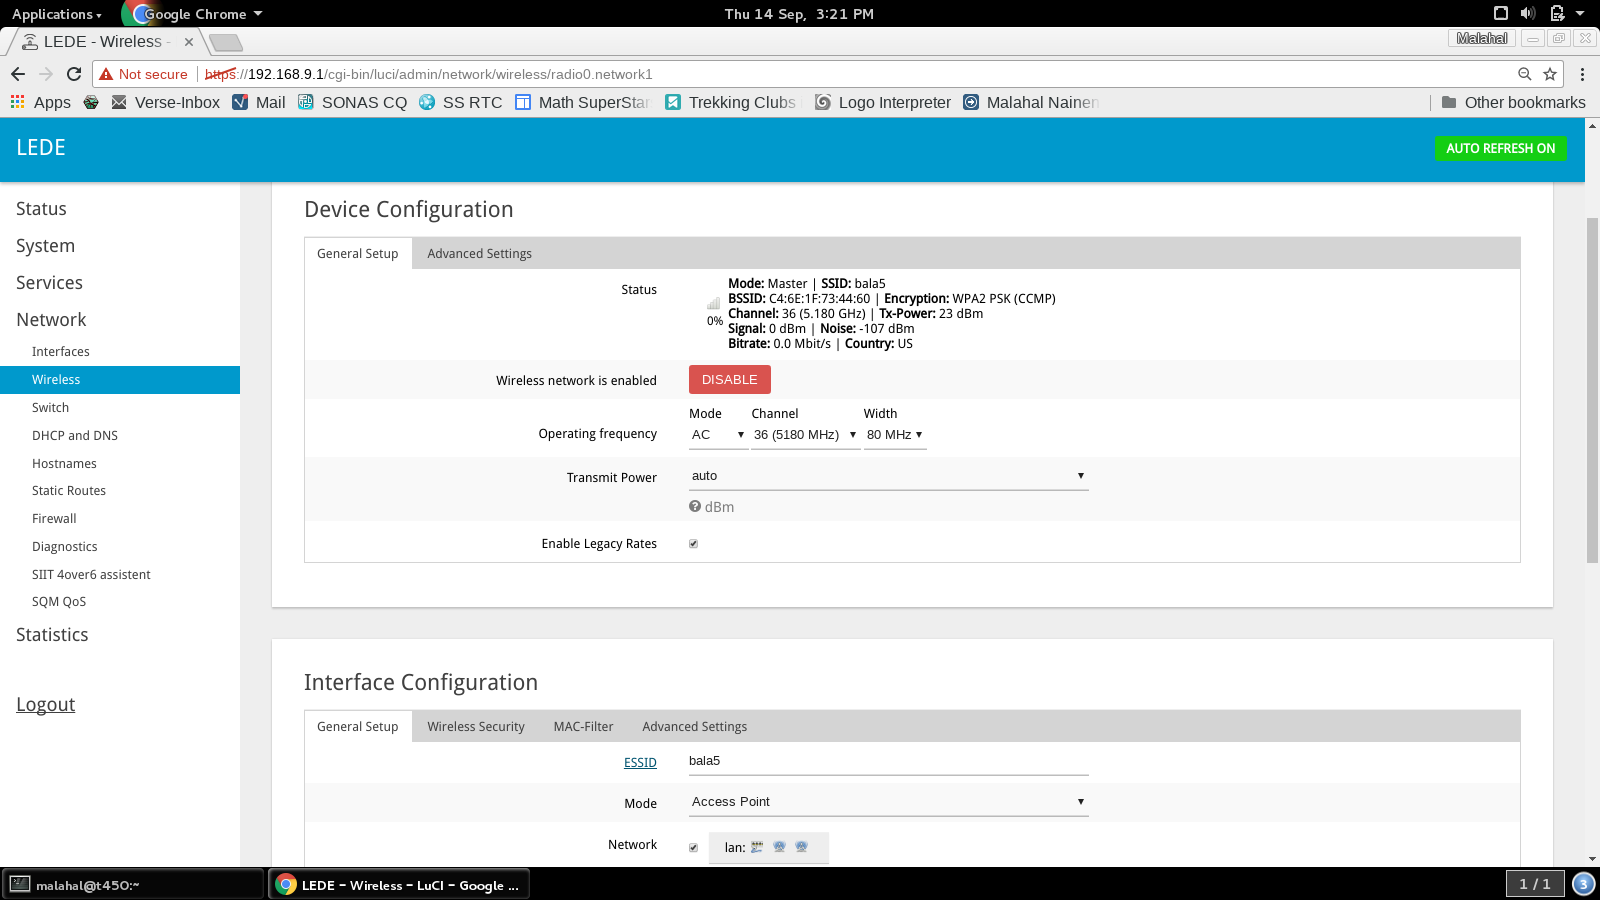 Applications Google Chrome Thu 14 Sep, 3:21 PM
LEDE - Wireless - Malahal
Not secure https://192.168.9.1/cgi-bin/luci/admin/network/wireless/radio0.network1
Apps Verse-Inbox Mail SONAS CQ SS RTC Math SuperStar Trekking Clubs Logo Interpreter Malahal Nainen Other bookmarks
LEDE AUTO REFRESH ON
Status
System
Services
Network
Interfaces
Wireless
Switch
DHCP and DNS
Hostnames
Static Routes
Firewall
Diagnostics
SIIT 4over6 assistent
SQM QoS
Statistics
Logout
Device Configuration
General Setup Advanced Settings
Status
0%
Mode: Master | SSID: bala5
BSSID: C4:6E:1F:73:44:60 | Encryption: WPA2 PSK (CCMP)
Channel: 36 (5.180 GHz) | Tx-Power: 23 dBm
Signal: 0 dBm | Noise: -107 dBm
Bitrate: 0.0 Mbit/s | Country: US
Wireless network is enabled DISABLE
Mode Channel Width
Operating frequency AC 36 (5180 MHz) 80 MHz
Transmit Power auto
dBm
Enable Legacy Rates
Interface Configuration
General Setup Wireless Security MAC-Filter Advanced Settings
ESSID bala5
Mode Access Point
Network lan:
malahal@t450:~ LEDE - Wireless - LuCI - Google ... 1 / 1 3